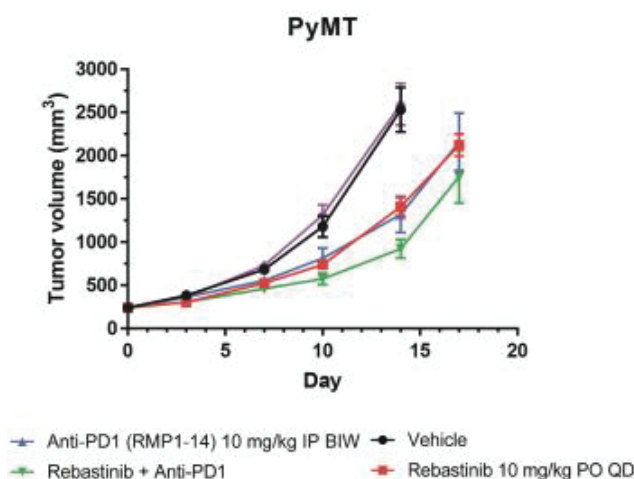 PyMT
Tumor volume (mm³)
3000
2500
2000
1500
1000
500
0
0 5 10 15 20
Day
Anti-PD1 (RMP1-14) 10 mg/kg IP BIW Vehicle
Rebastinib + Anti-PD1 Rebastinib 10 mg/kg PO QD